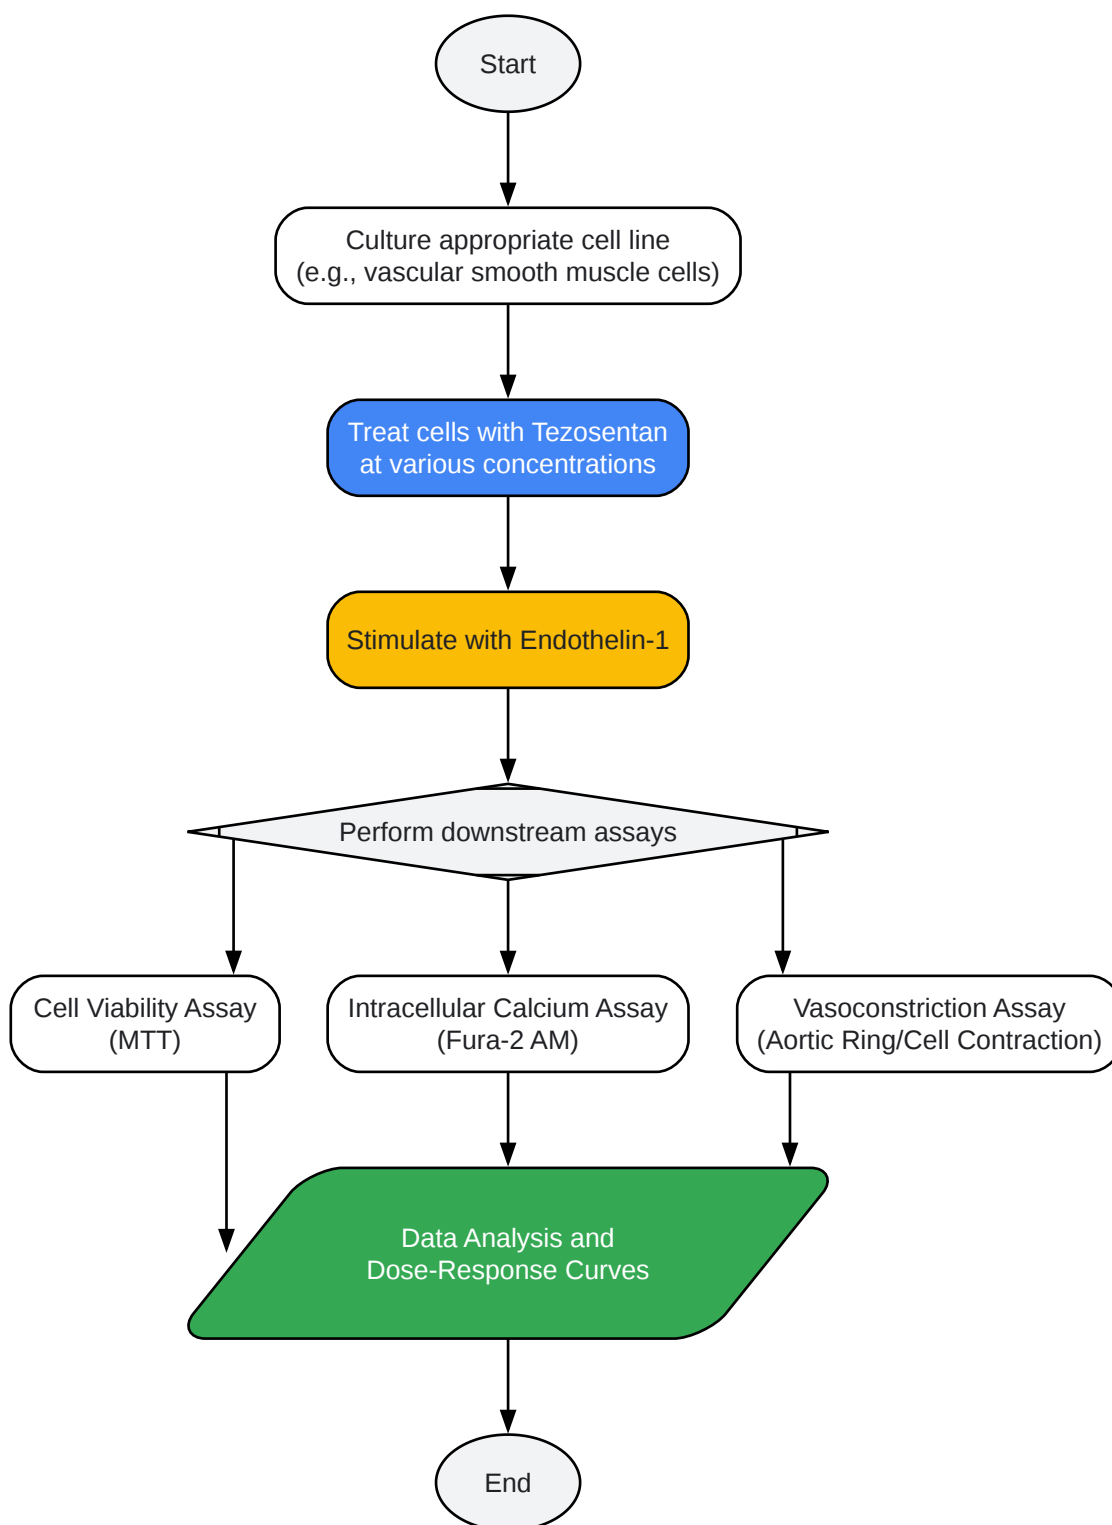 Start
Culture appropriate cell line
(e.g., vascular smooth muscle cells)
Treat cells with Tezosentan
at various concentrations
Stimulate with Endothelin-1
Perform downstream assays
Cell Viability Assay
(MTT)
Intracellular Calcium Assay
(Fura-2 AM)
Vasoconstriction Assay
(Aortic Ring/Cell Contraction)
Data Analysis and
Dose-Response Curves
End